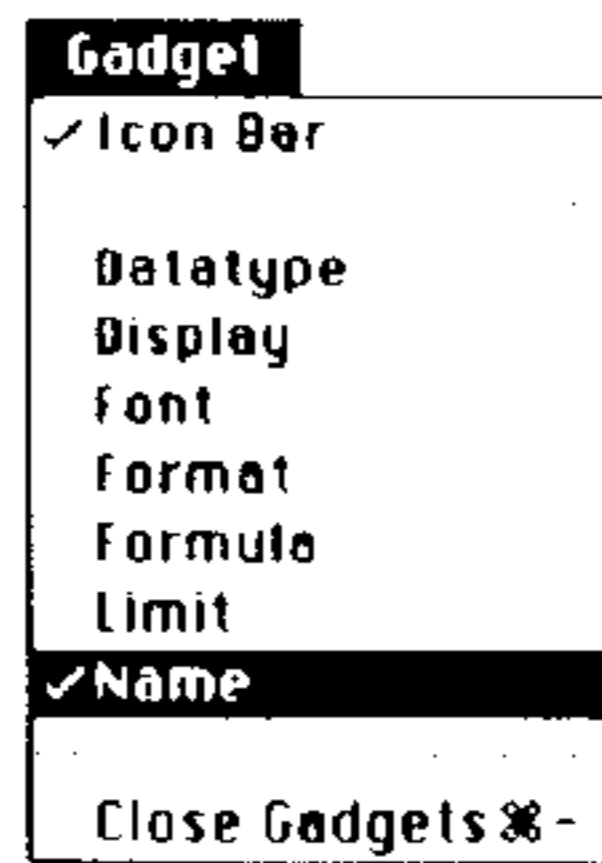 Gadget
✓Icon Bar
Datatype
Display
Font
Format
Formula
Limit
✓Name
Close Gadgets ⌘-